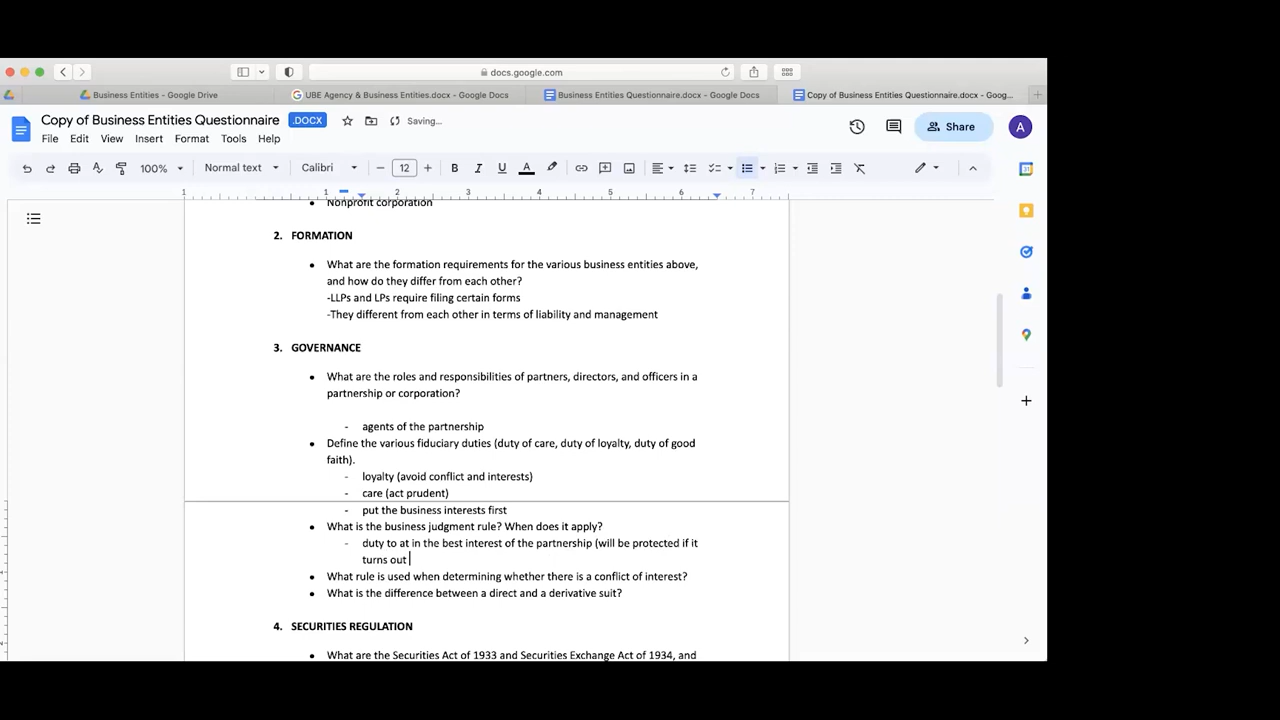 docs.google.com
Business Entities - Google Drive
UBE Agency & Business Entities.docx - Google Docs
Business Entities Questionnaire.docx - Google Docs
Copy of Business Entities Questionnaire.docx - Goog...
Copy of Business Entities Questionnaire .DOCX Saving...
File Edit View Insert Format Tools Help
Share
A
100% Normal text Calibri - 12 + B I U A
1 1 2 3 4 5 6 7
• Nonprofit corporation
2. FORMATION
• What are the formation requirements for the various business entities above,
and how do they differ from each other?
-LLPs and LPs require filing certain forms
-They different from each other in terms of liability and management
3. GOVERNANCE
• What are the roles and responsibilities of partners, directors, and officers in a
partnership or corporation?
- agents of the partnership
• Define the various fiduciary duties (duty of care, duty of loyalty, duty of good
faith).
- loyalty (avoid conflict and interests)
- care (act prudent)
- put the business interests first
• What is the business judgment rule? When does it apply?
- duty to at in the best interest of the partnership (will be protected if it
turns out
• What rule is used when determining whether there is a conflict of interest?
• What is the difference between a direct and a derivative suit?
4. SECURITIES REGULATION
• What are the Securities Act of 1933 and Securities Exchange Act of 1934, and